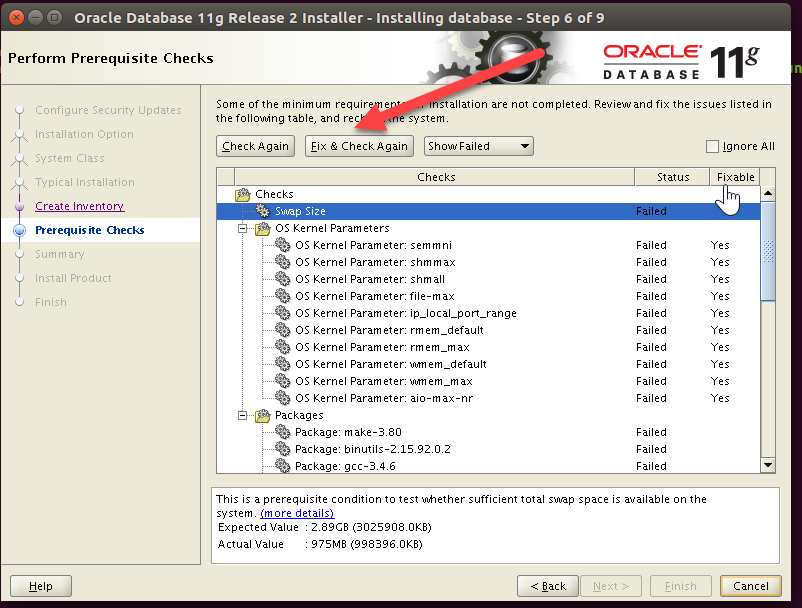 Oracle Database 11g Release 2 Installer - Installing database - Step 6 of 9
Perform Prerequisite Checks
ORACLE
DATABASE
11g
Configure Security Updates
Installation Option
System Class
Typical Installation
Create Inventory
Prerequisite Checks
Summary
Install Product
Finish
Some of the minimum requirements installation are not completed. Review and fix the issues listed in
the following table, and the system.
Check Again
Fix & Check Again
Show Failed
Ignore All
Checks Status Fixable
Checks
Swap Size Failed
OS Kernel Parameters
OS Kernel Parameter: semmni Failed Yes
OS Kernel Parameter: shmmax Failed Yes
OS Kernel Parameter: shmall Failed Yes
OS Kernel Parameter: file-max Failed Yes
OS Kernel Parameter: ip_local_port_range Failed Yes
OS Kernel Parameter: rmem_default Failed Yes
OS Kernel Parameter: rmem_max Failed Yes
OS Kernel Parameter: wmem_default Failed Yes
OS Kernel Parameter: wmem_max Failed Yes
OS Kernel Parameter: aio-max-nr Failed Yes
Packages
Package: make-3.80 Failed
Package: binutils-2.15.92.0.2 Failed
Package: gcc-3.4.6 Failed
This is a prerequisite condition to test whether sufficient total swap space is available on the
system. (more details)
Expected Value : 2.89GB (3025908.0KB)
Actual Value : 975MB (998396.0KB)
Help
< Back
Next >
Finish
Cancel